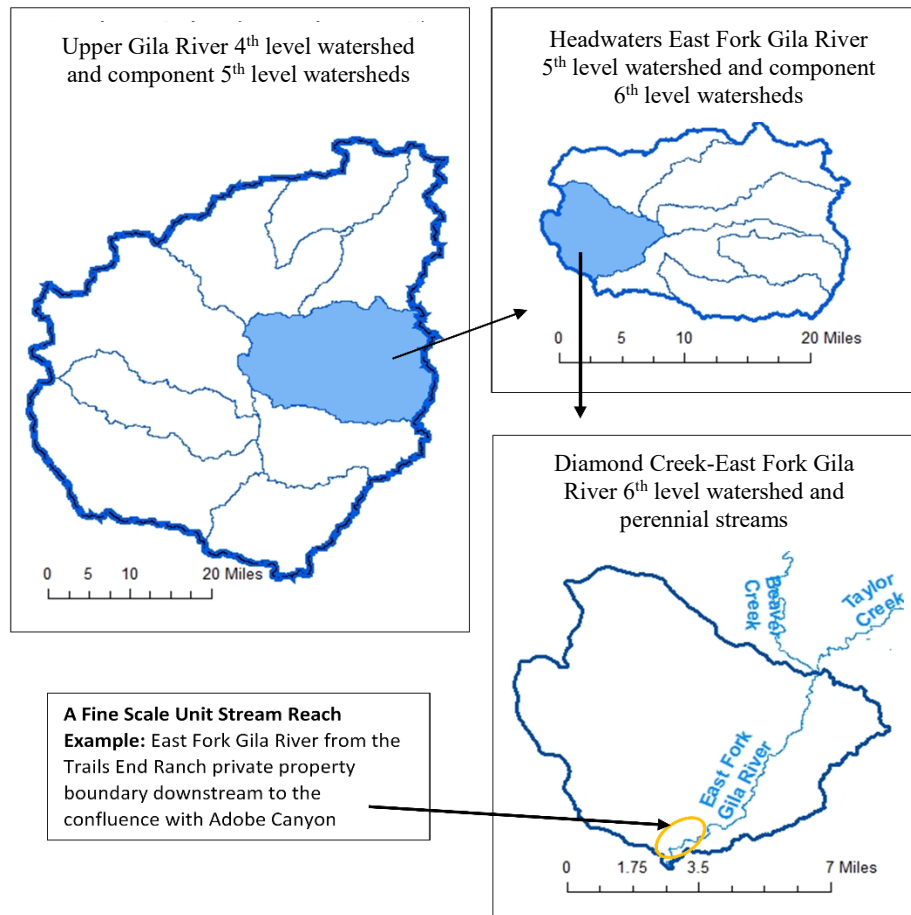 Upper Gila River 4th level watershed
and component 5th level watersheds
0 5 10 20 Miles
Headwaters East Fork Gila River
5th level watershed and component
6th level watersheds
0 5 10 20 Miles
Diamond Creek-East Fork Gila
River 6th level watershed and
perennial streams
Beaver
Creek
Taylor
Creek
East Fork
Gila River
0 1.75 3.5 7 Miles
A Fine Scale Unit Stream Reach
Example: East Fork Gila River from the
Trails End Ranch private property
boundary downstream to the
confluence with Adobe Canyon